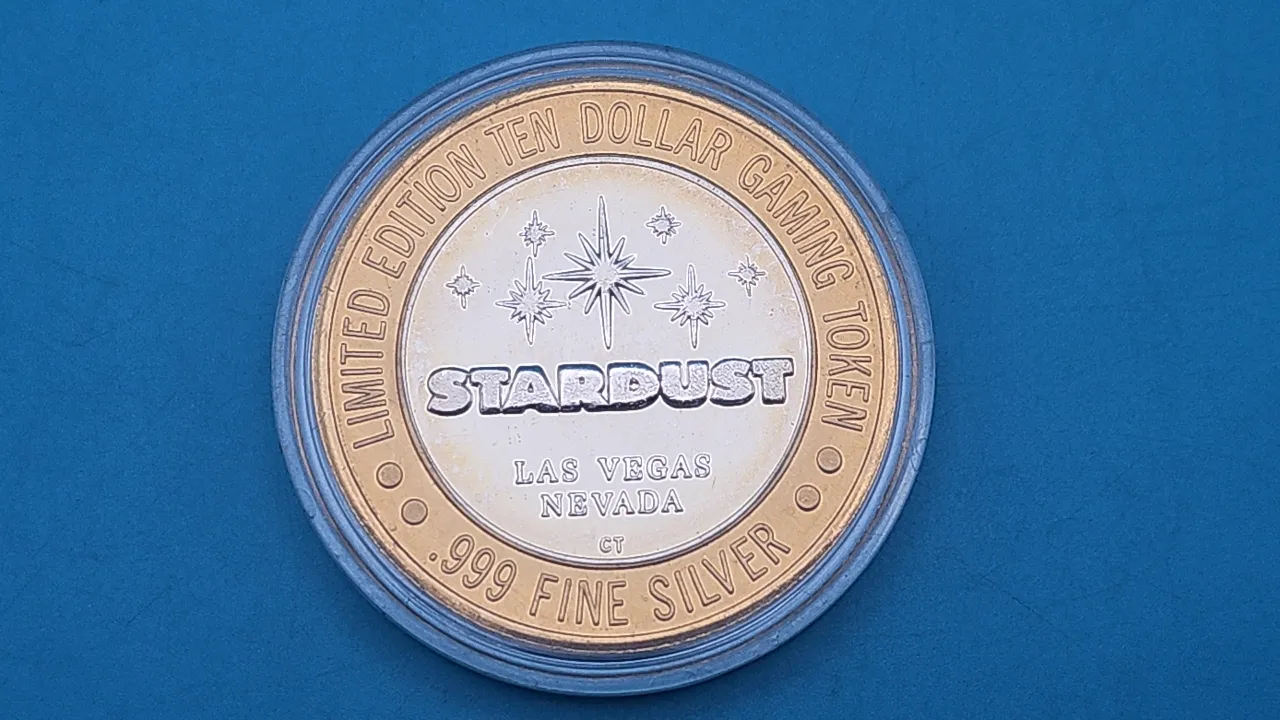 LIMITED EDITION TEN DOLLAR GAMING TOKEN
STARDUST
LAS VEGAS
NEVADA
CT
.999 FINE SILVER